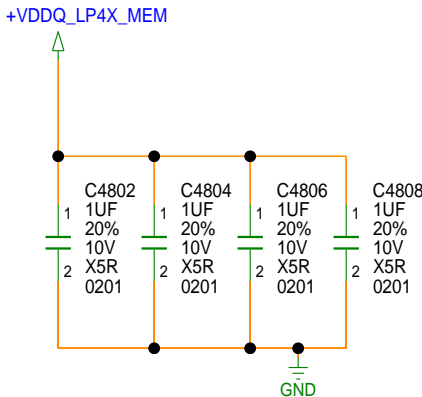 +VDDQ_LP4X_MEM
C4802
1UF
20%
10V
X5R
0201
1
2
C4804
1UF
20%
10V
X5R
0201
1
2
C4806
1UF
20%
10V
X5R
0201
1
2
C4808
1UF
20%
10V
X5R
0201
1
2
GND